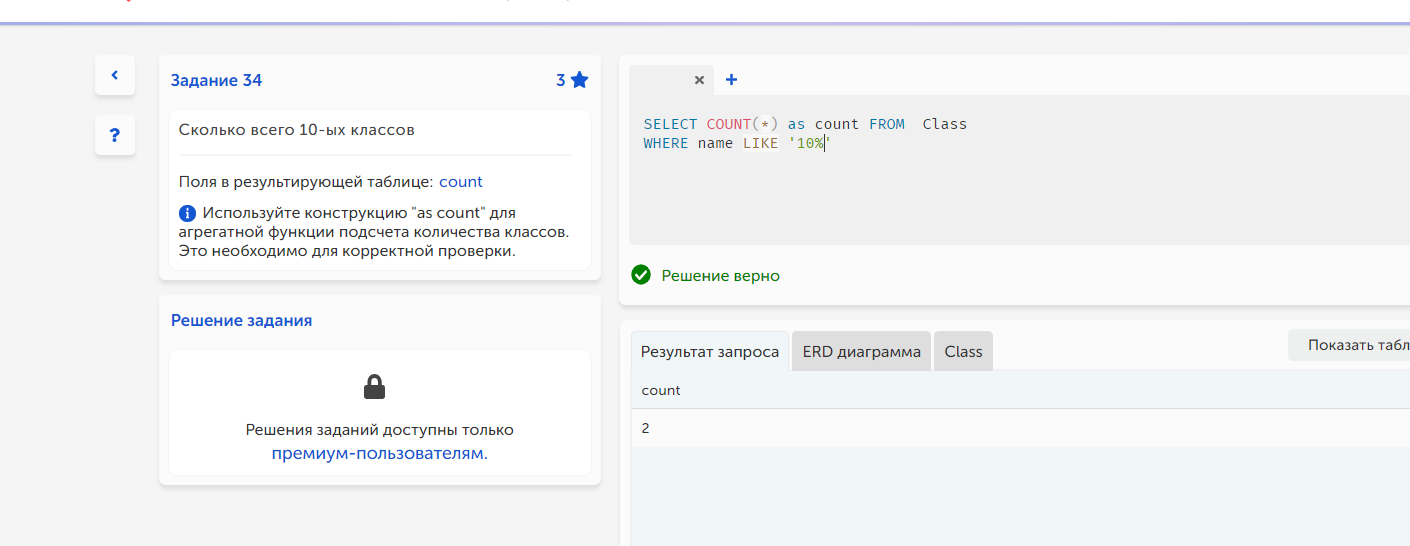 Задание 34
3
Сколько всего 10-ых классов
Поля в результирующей таблице: count
Используйте конструкцию "as count" для
агрегатной функции подсчета количества классов.
Это необходимо для корректной проверки.
Решение задания
Решения заданий доступны только
премиум-пользователям.
SELECT COUNT(*) as count FROM  Class
WHERE name LIKE '10%'
Решение верно
Результат запроса
ERD диаграмма
Class
Показать табл
count
2